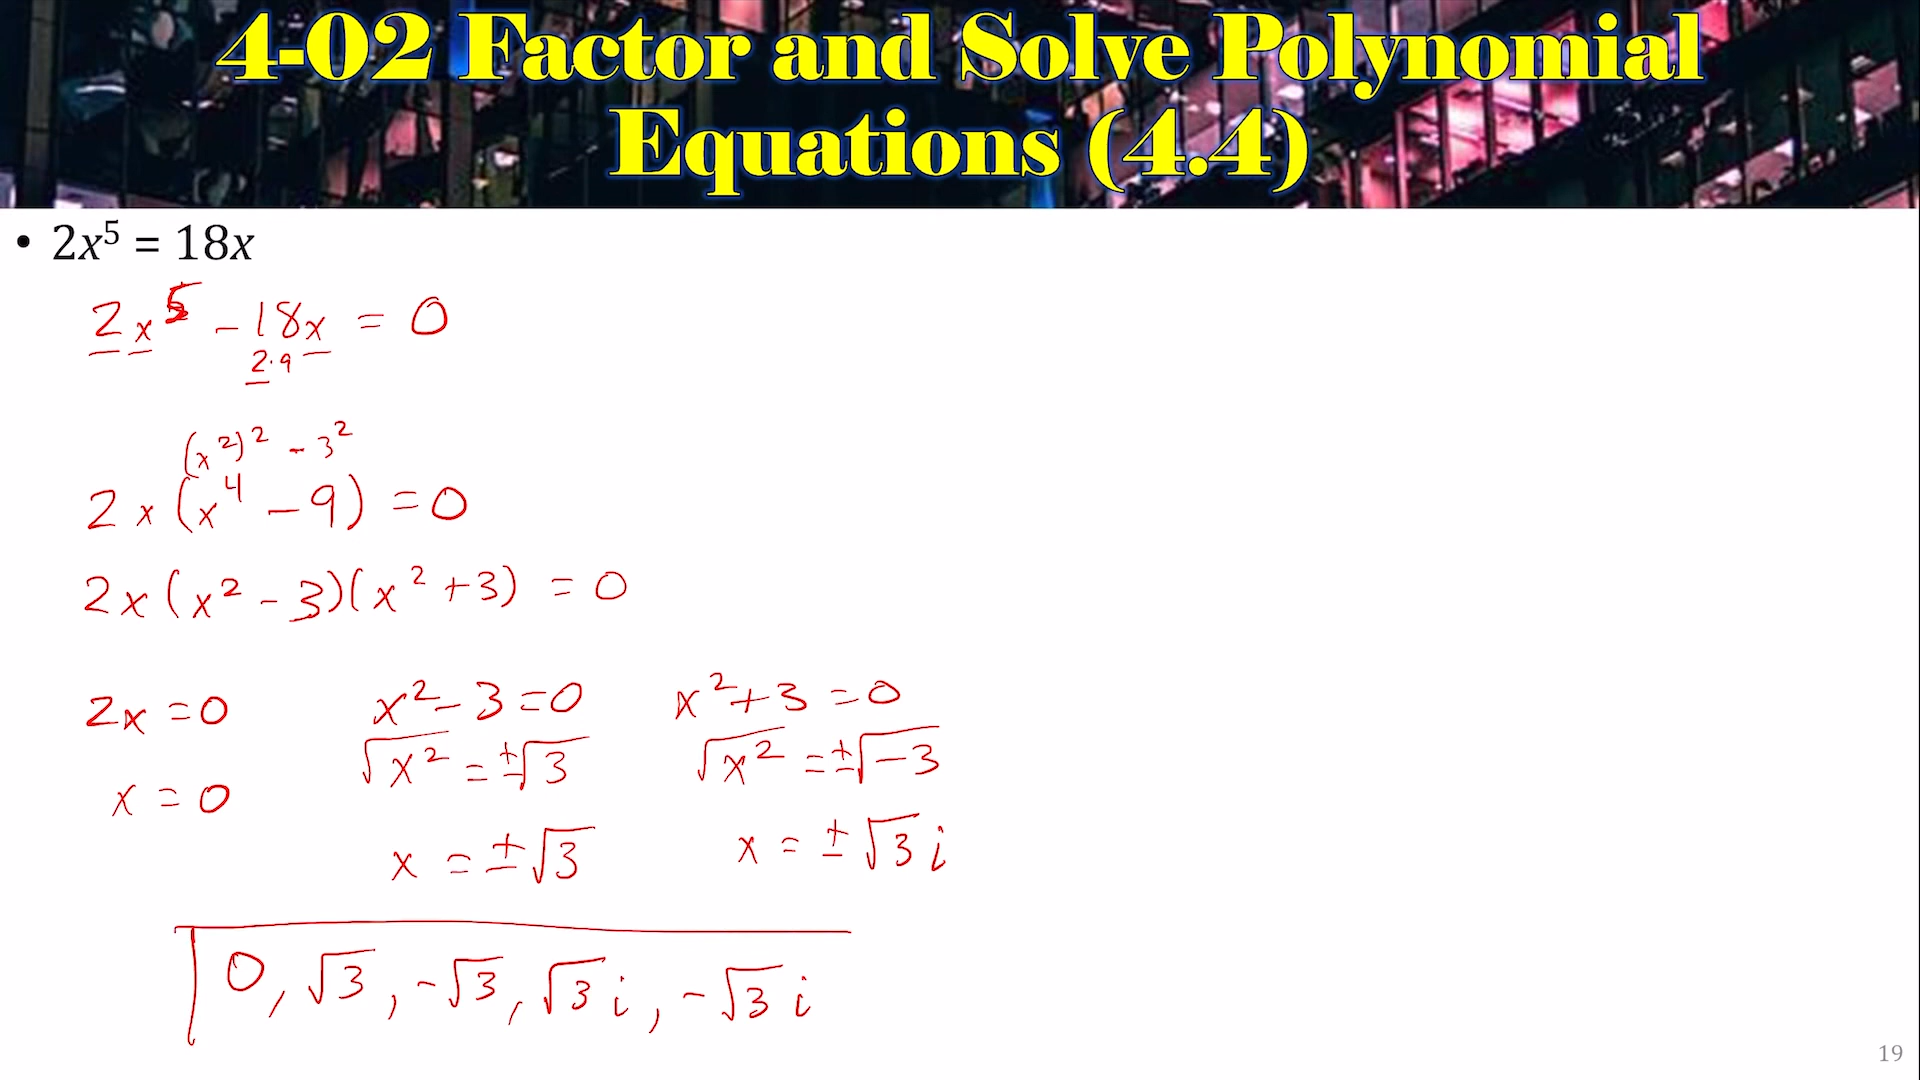 4-02 Factor and Solve Polynomial
Equations (4.4)
• 2x⁵ = 18x
2x⁵ - 18x = 0
2·9
(x²)² - 3²
2x(x⁴ - 9) = 0
2x(x² - 3)(x² + 3) = 0
2x = 0 x² - 3 = 0 x² + 3 = 0
√x² = ±√3 √x² = ±√-3
x = 0
x = ±√3 x = ±√3 i
0, √3, -√3, √3 i, -√3 i
19